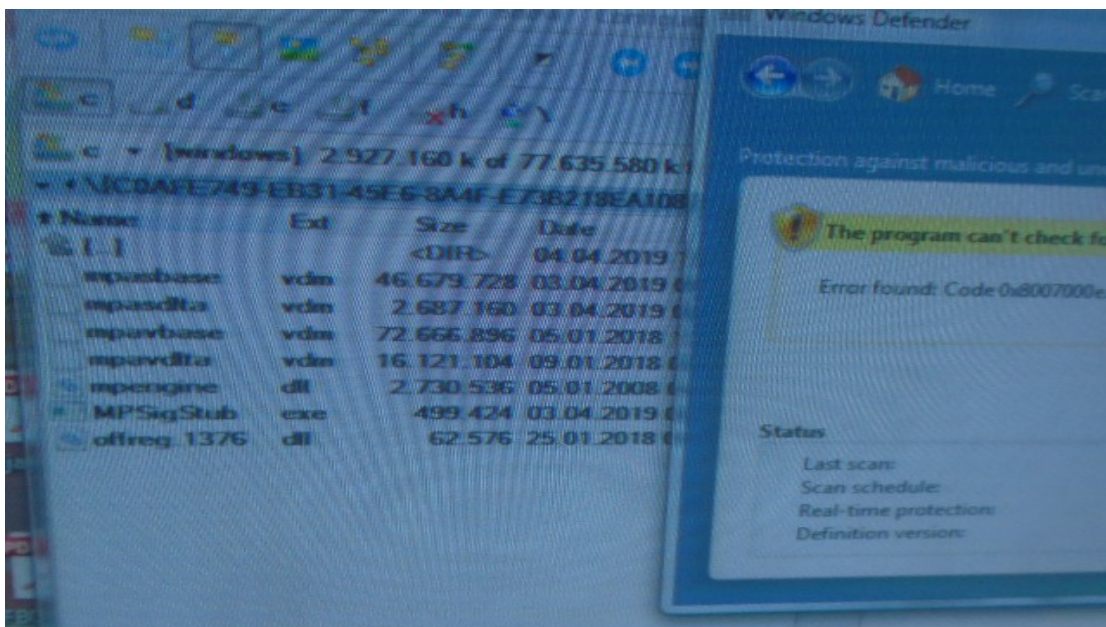 Windows Defender
Home
c d e f h \
c [windows] 2.927.160 k of 77.635.580 k
Protection against malicious and
\{C0AFE749-EB31-45E6-8A4F-E73B218EA108
Name Ext Size Date
[..] <DIR> 04.04.2019
mpasbase vdm 46.679.728 03.04.2019
mpasdlta vdm 2.687.160 03.04.2019
mpavbase vdm 72.666.896 05.01.2018
mpavdlta vdm 16.121.104 09.01.2018
mpengine dll 2.730.536 05.01.2008
MPSigStub exe 499.424 03.04.2019
offreg.1376 dll 62.576 25.01.2018
The program can't check fo
Error found: Code 0x8007000e
Status
Last scan:
Scan schedule:
Real-time protection:
Definition version: